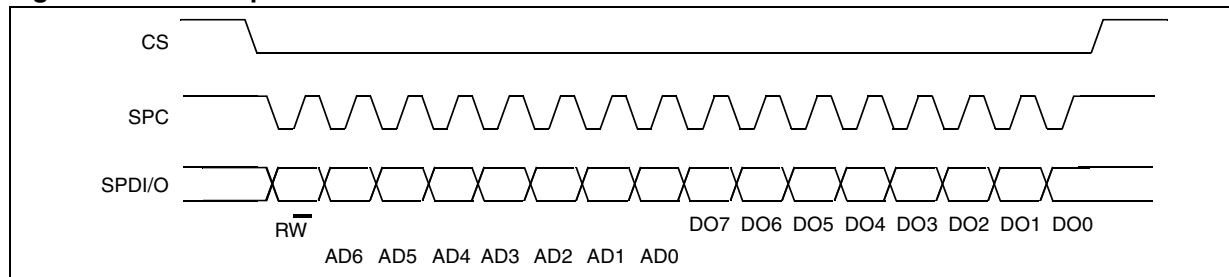 CS
SPC
SPDI/O
RW
DO7 DO6 DO5 DO4 DO3 DO2 DO1 DO0
AD6 AD5 AD4 AD3 AD2 AD1 AD0